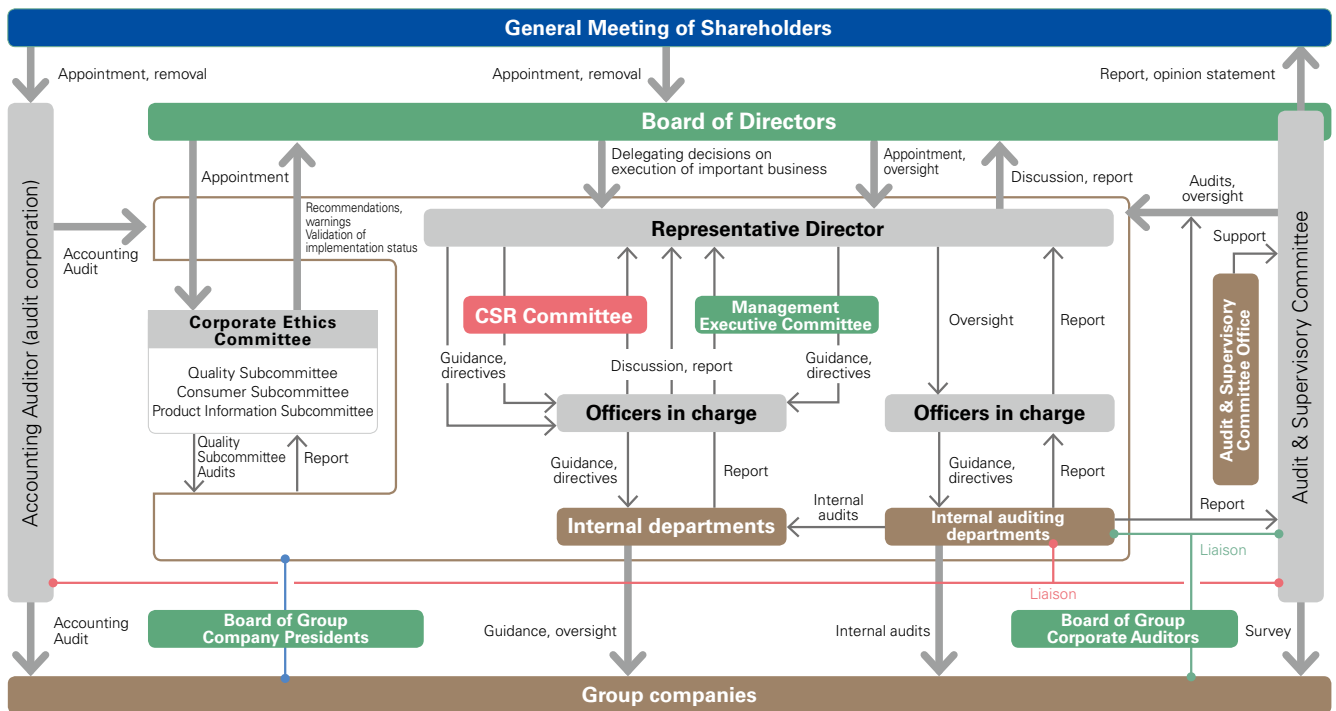 General Meeting of Shareholders
Appointment, removal
Appointment, removal
Report, opinion statement
Board of Directors
Appointment
Recommendations,
warnings
Validation of
implementation status
Delegating decisions on
execution of important business
Appointment,
oversight
Discussion, report
Audits,
oversight
Accounting Auditor (audit corporation)
Accounting
Audit
Representative Director
Support
Audit & Supervisory Committee
Audit & Supervisory
Committee Office
Corporate Ethics
Committee
Quality Subcommittee
Consumer Subcommittee
Product Information Subcommittee
CSR Committee
Management
Executive Committee
Oversight
Report
Guidance,
directives
Discussion, report
Guidance,
directives
Officers in charge
Officers in charge
Quality
Subcommittee
Audits
Report
Guidance,
directives
Report
Guidance,
directives
Report
Internal departments
Internal
audits
Internal auditing
departments
Report
Liaison
Liaison
Accounting
Audit
Board of Group
Company Presidents
Guidance, oversight
Internal audits
Board of Group
Corporate Auditors
Survey
Group companies